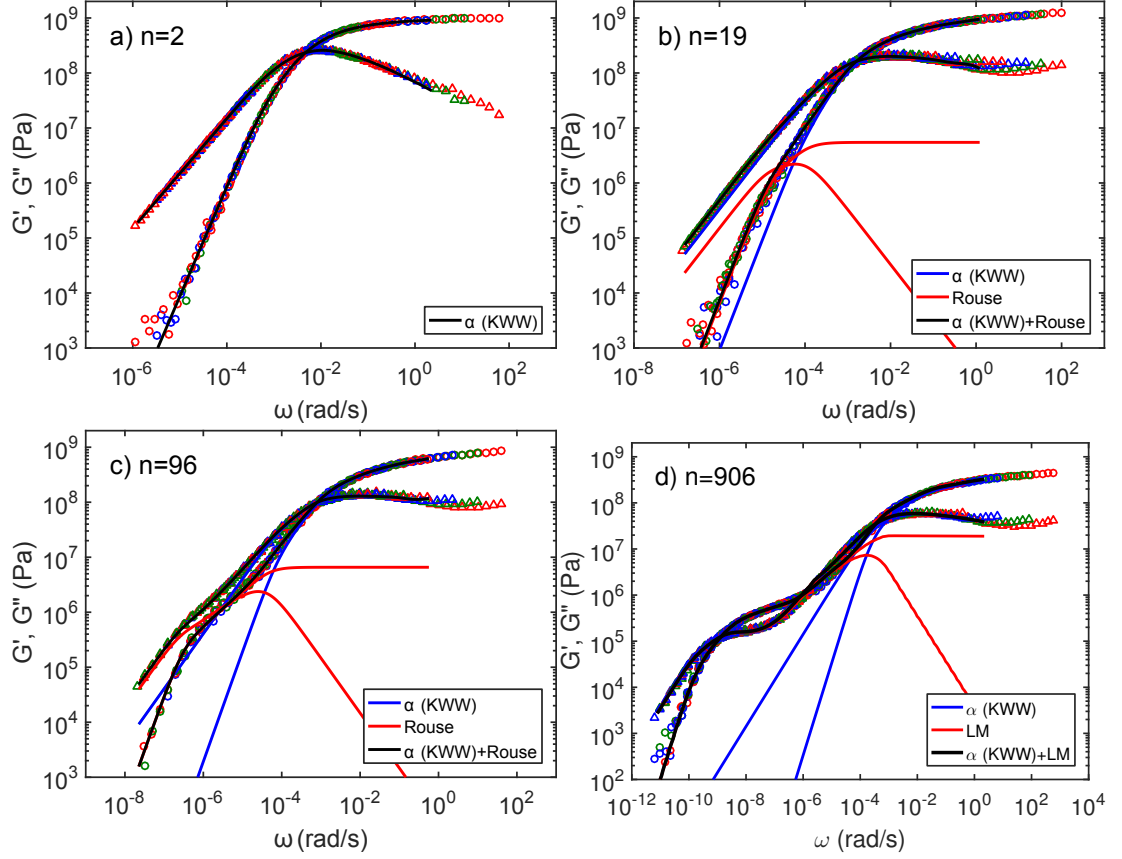 a) n=2
G', G" (Pa)
10^9
10^8
10^7
10^6
10^5
10^4
10^3
α (KWW)
10^-6 10^-4 10^-2 10^0 10^2
ω (rad/s)
b) n=19
G', G" (Pa)
10^9
10^8
10^7
10^6
10^5
10^4
10^3
α (KWW)
Rouse
α (KWW)+Rouse
10^-8 10^-6 10^-4 10^-2 10^0 10^2
ω (rad/s)
c) n=96
G', G" (Pa)
10^9
10^8
10^7
10^6
10^5
10^4
10^3
α (KWW)
Rouse
α (KWW)+Rouse
10^-8 10^-6 10^-4 10^-2 10^0 10^2
ω (rad/s)
d) n=906
G', G" (Pa)
10^9
10^8
10^7
10^6
10^5
10^4
10^3
10^2
α (KWW)
LM
α (KWW)+LM
10^-12 10^-10 10^-8 10^-6 10^-4 10^-2 10^0 10^2 10^4
ω (rad/s)